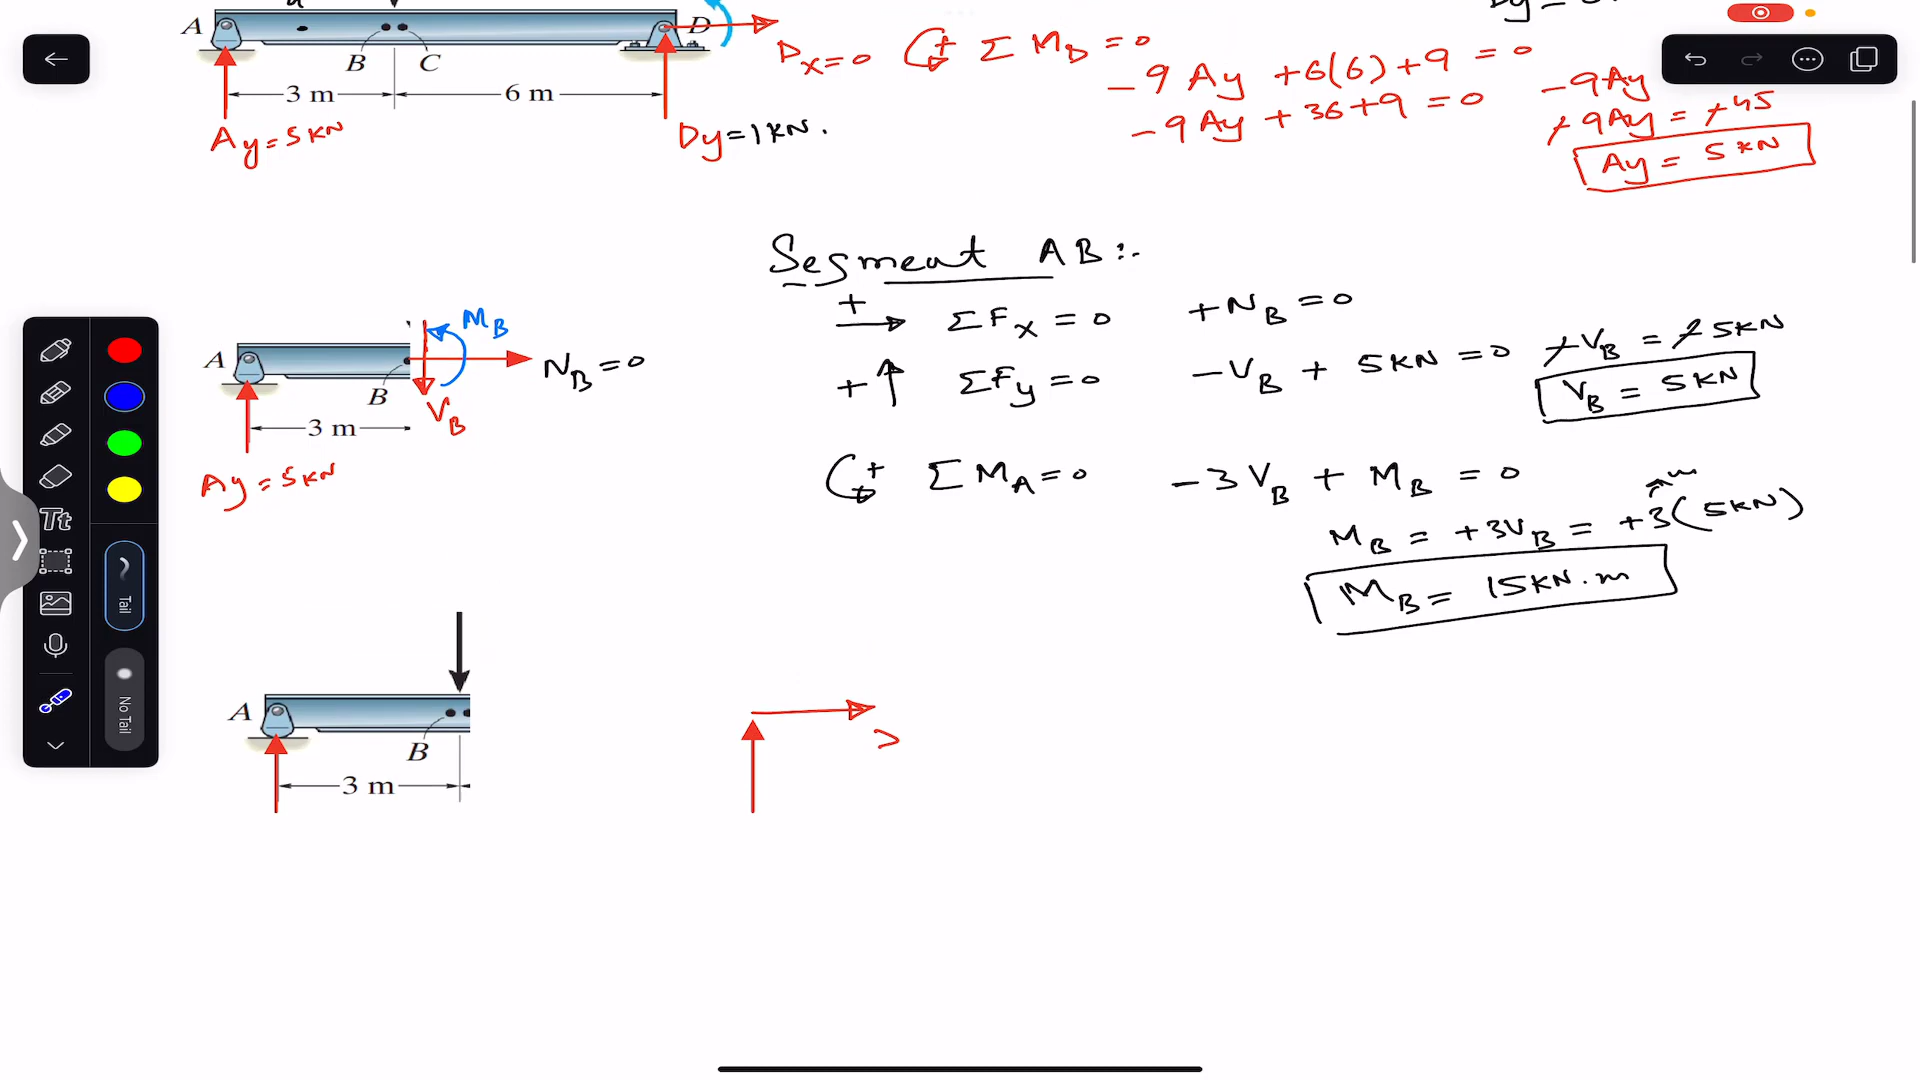 A
B
C
D
3 m
6 m
Ay=5KN
Dy=1KN.
Dx=0
+ ΣMD=0
-9Ay +6(6)+9=0
-9Ay+36+9=0
-9Ay
-9Ay=-45
Ay=5KN
Segment AB:-
+ ΣFx=0 +NB=0
+↑ ΣFy=0 -VB+5KN=0 -VB=-5KN
VB=5KN
+ ΣMA=0 -3VB+MB=0
MB=+3VB=+3(5KN)
m
MB=15KN.m
A
B
MB
NB=0
VB
3 m
Ay=5KN
A
B
3 m
Tt
Tail
No Tail